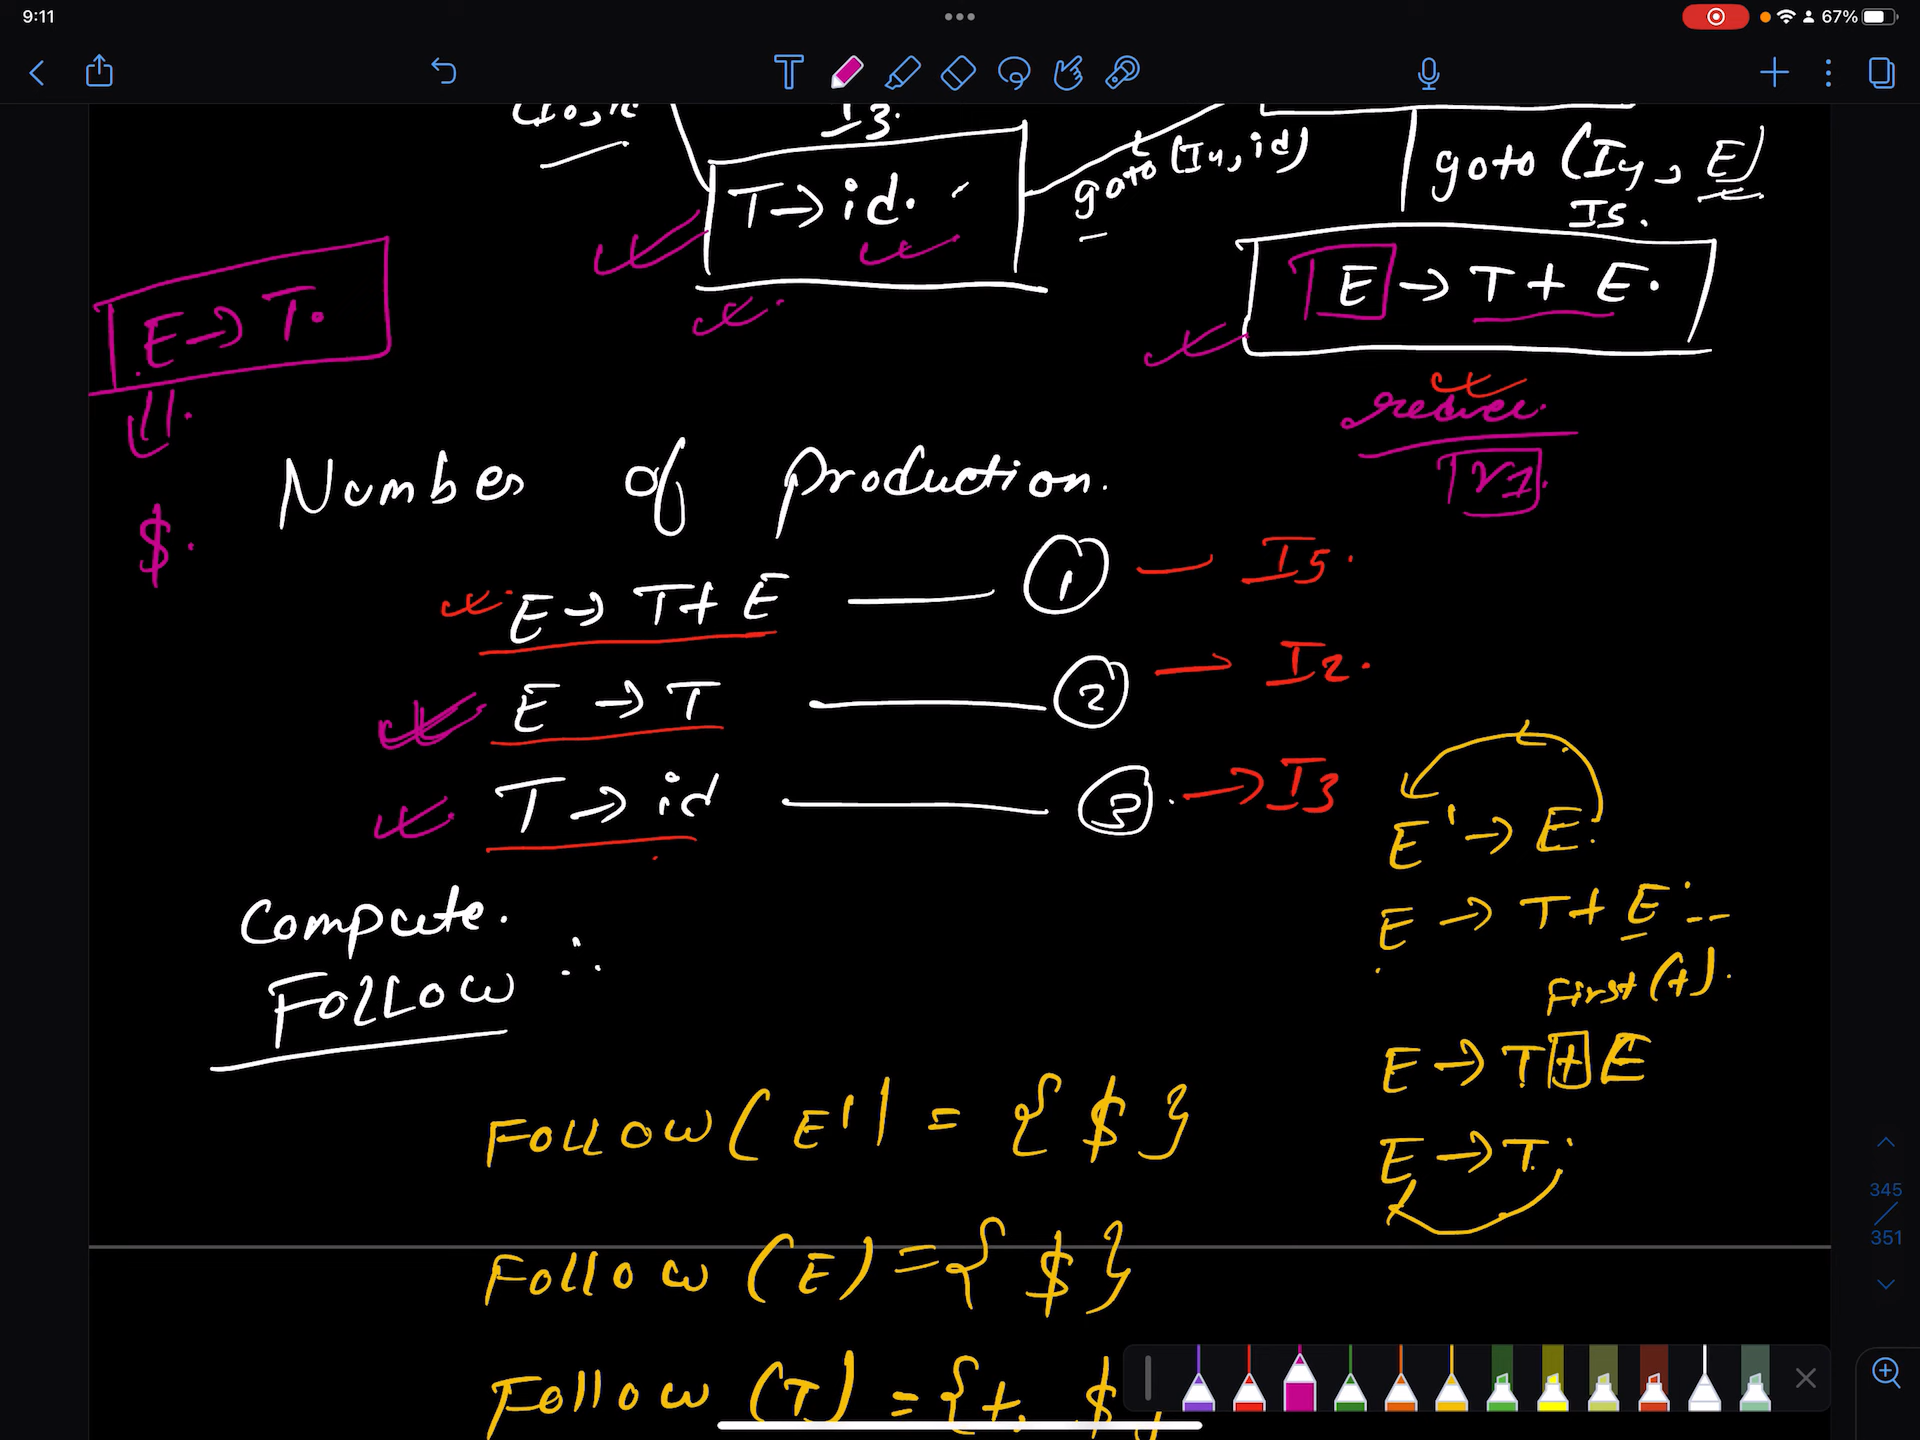 9:11
67%
I3.
T → id.
goto (I4, id)
goto (I4, E)
I5.
E → T + E.
E → T.
reduce.
r1.
$.
Number of production.
E → T + E 1 - I5.
E → T 2 → I2.
T → id 3. → I3
E' → E.
Compute.
FOLLOW
E → T + E
First(+).
E → T + E
E → T.
FOLLOW (E') = { $ }
Follow (E) = { $ }
Follow (T) = { +, $ }
345
351